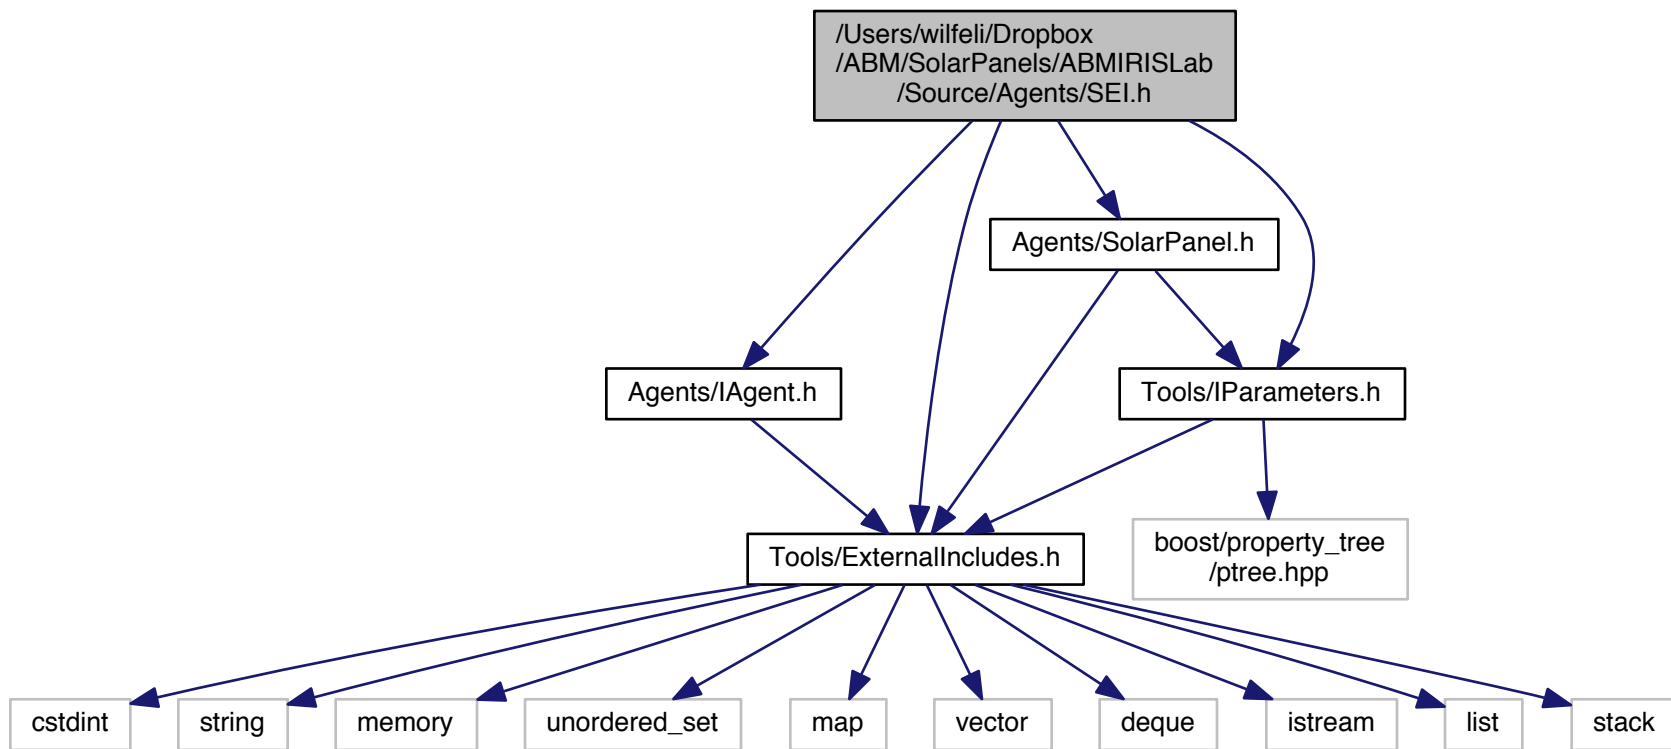 /Users/wilfeli/Dropbox
/ABM/SolarPanels/ABMIRISLab
/Source/Agents/SEI.h
Agents/SolarPanel.h
Agents/IAgent.h
Tools/IParameters.h
Tools/ExternalIncludes.h
boost/property_tree
/ptree.hpp
cstdint
string
memory
unordered_set
map
vector
deque
istream
list
stack